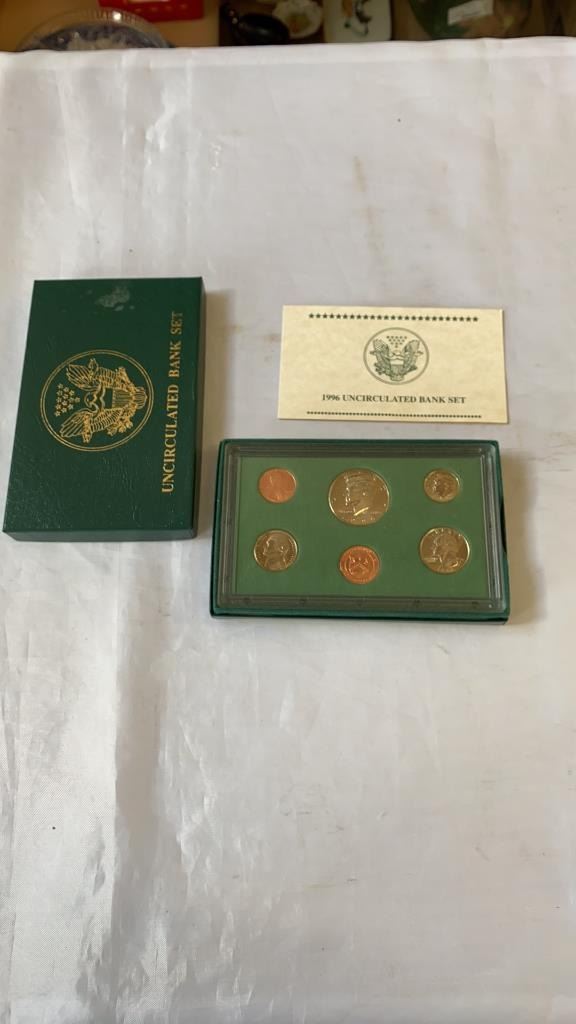 UNCIRCULATED BANK SET
1996 UNCIRCULATED BANK SET